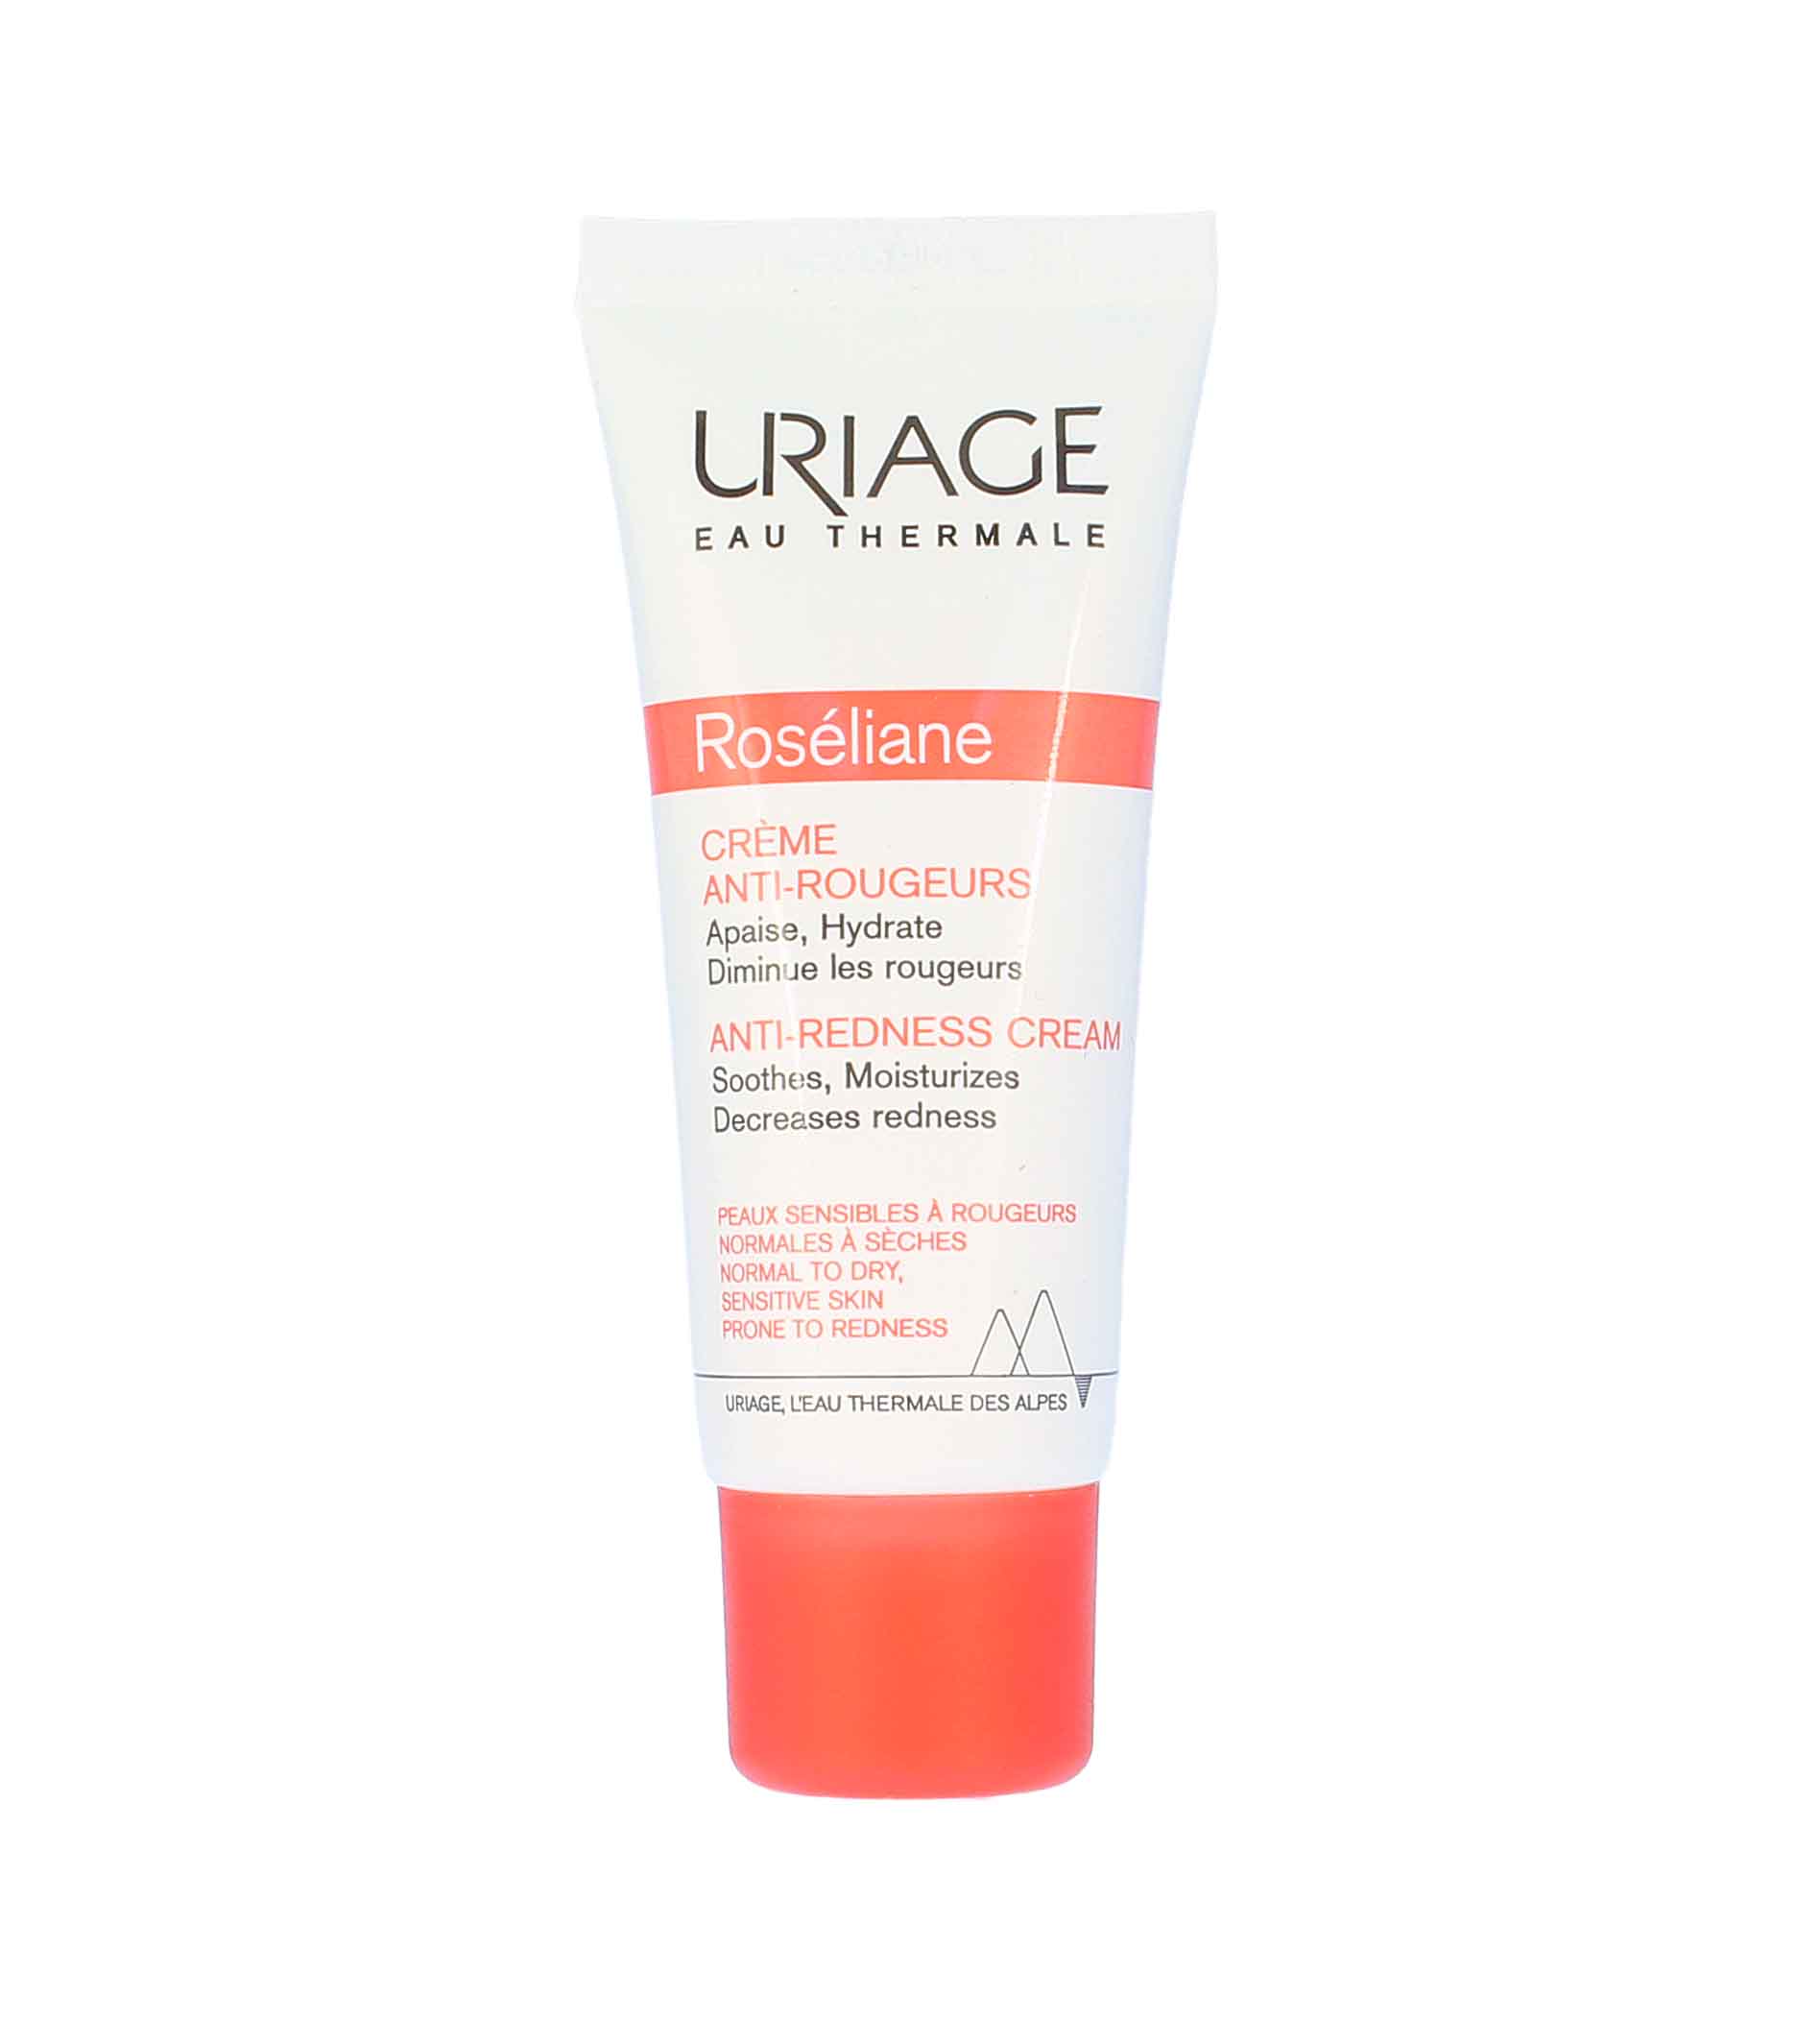 URIAGE
EAU THERMALE
Roséliane
CRÈME
ANTI-ROUGEURS
Apaise, Hydrate
Diminue les rougeurs
ANTI-REDNESS CREAM
Soothes, Moisturizes
Decreases redness
PEAUX SENSIBLES À ROUGEURS
NORMALES À SÈCHES
NORMAL TO DRY,
SENSITIVE SKIN
PRONE TO REDNESS
URIAGE, L'EAU THERMALE DES ALPES